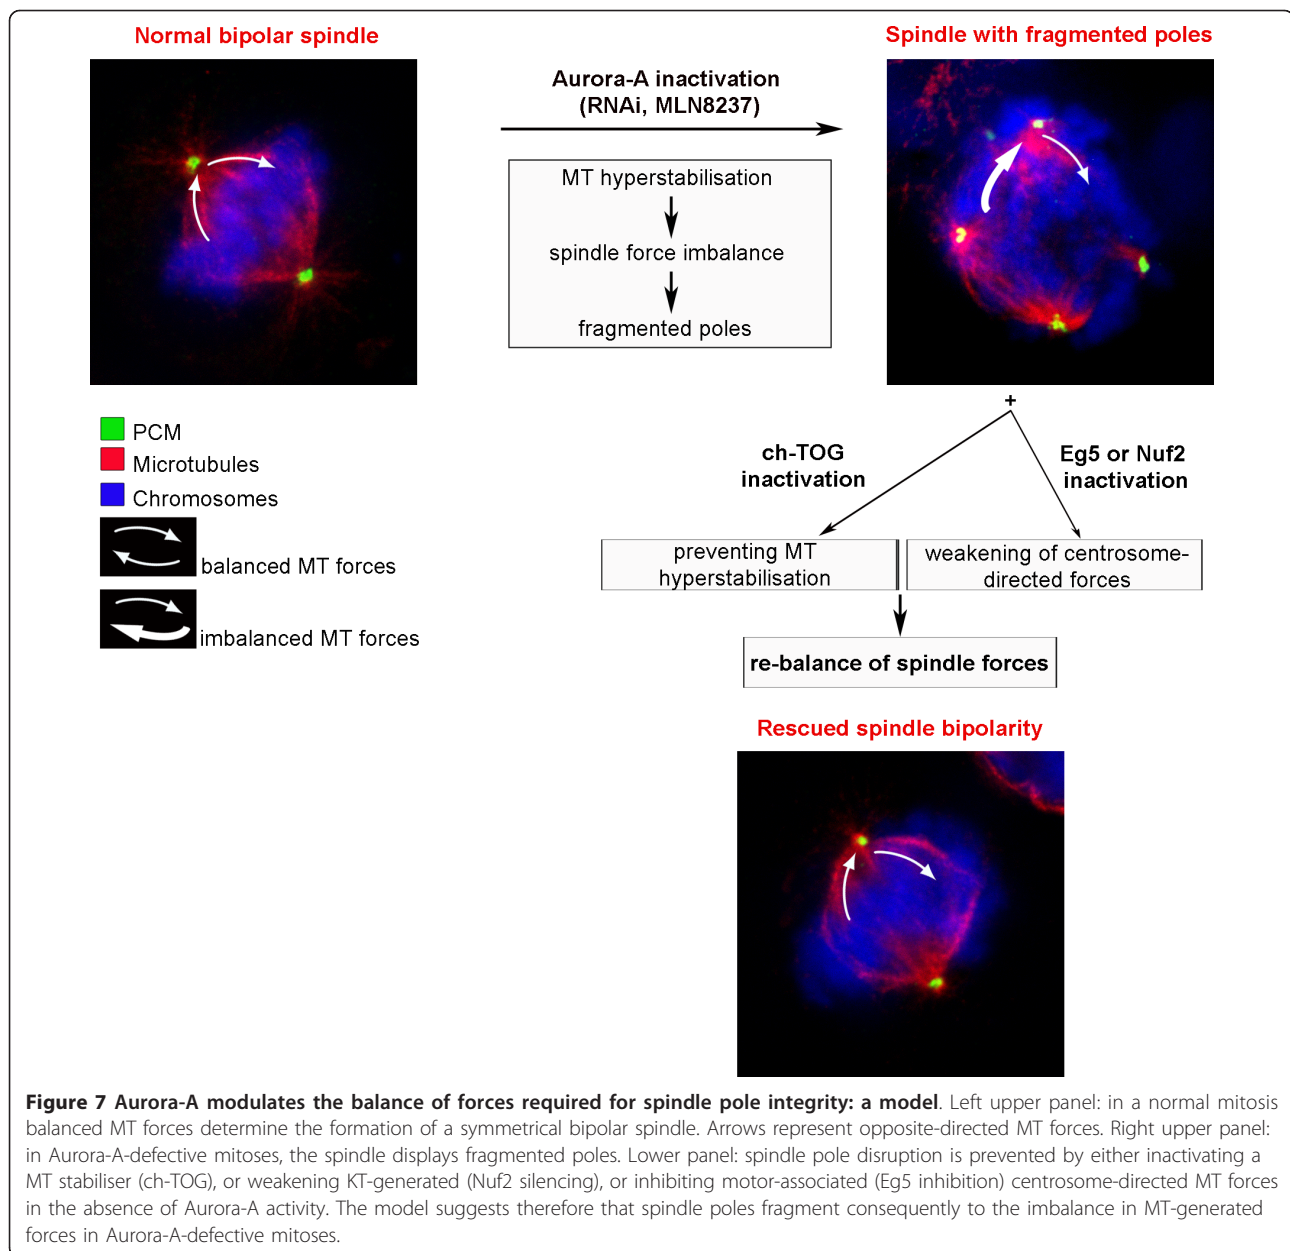 Normal bipolar spindle
Spindle with fragmented poles
Aurora-A inactivation
(RNAi, MLN8237)
MT hyperstabilisation
spindle force imbalance
fragmented poles
PCM
Microtubules
Chromosomes
balanced MT forces
imbalanced MT forces
+
ch-TOG
inactivation
Eg5 or Nuf2
inactivation
preventing MT
hyperstabilisation
weakening of centrosome-
directed forces
re-balance of spindle forces
Rescued spindle bipolarity
Figure 7 Aurora-A modulates the balance of forces required for spindle pole integrity: a model. Left upper panel: in a normal mitosis
balanced MT forces determine the formation of a symmetrical bipolar spindle. Arrows represent opposite-directed MT forces. Right upper panel:
in Aurora-A-defective mitoses, the spindle displays fragmented poles. Lower panel: spindle pole disruption is prevented by either inactivating a
MT stabiliser (ch-TOG), or weakening KT-generated (Nuf2 silencing), or inhibiting motor-associated (Eg5 inhibition) centrosome-directed MT forces
in the absence of Aurora-A activity. The model suggests therefore that spindle poles fragment consequently to the imbalance in MT-generated
forces in Aurora-A-defective mitoses.